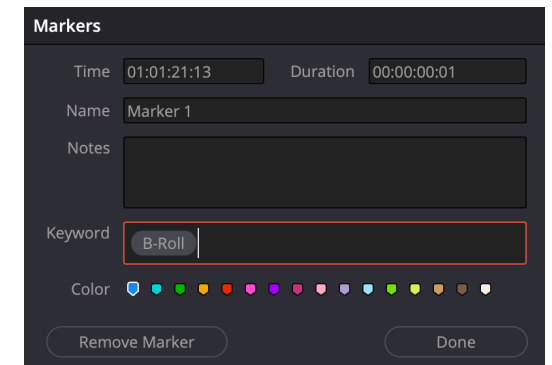 Markers
Time 01:01:21:13 Duration 00:00:00:01
Name Marker 1
Notes
Keyword B-Roll
Color
Remove Marker Done